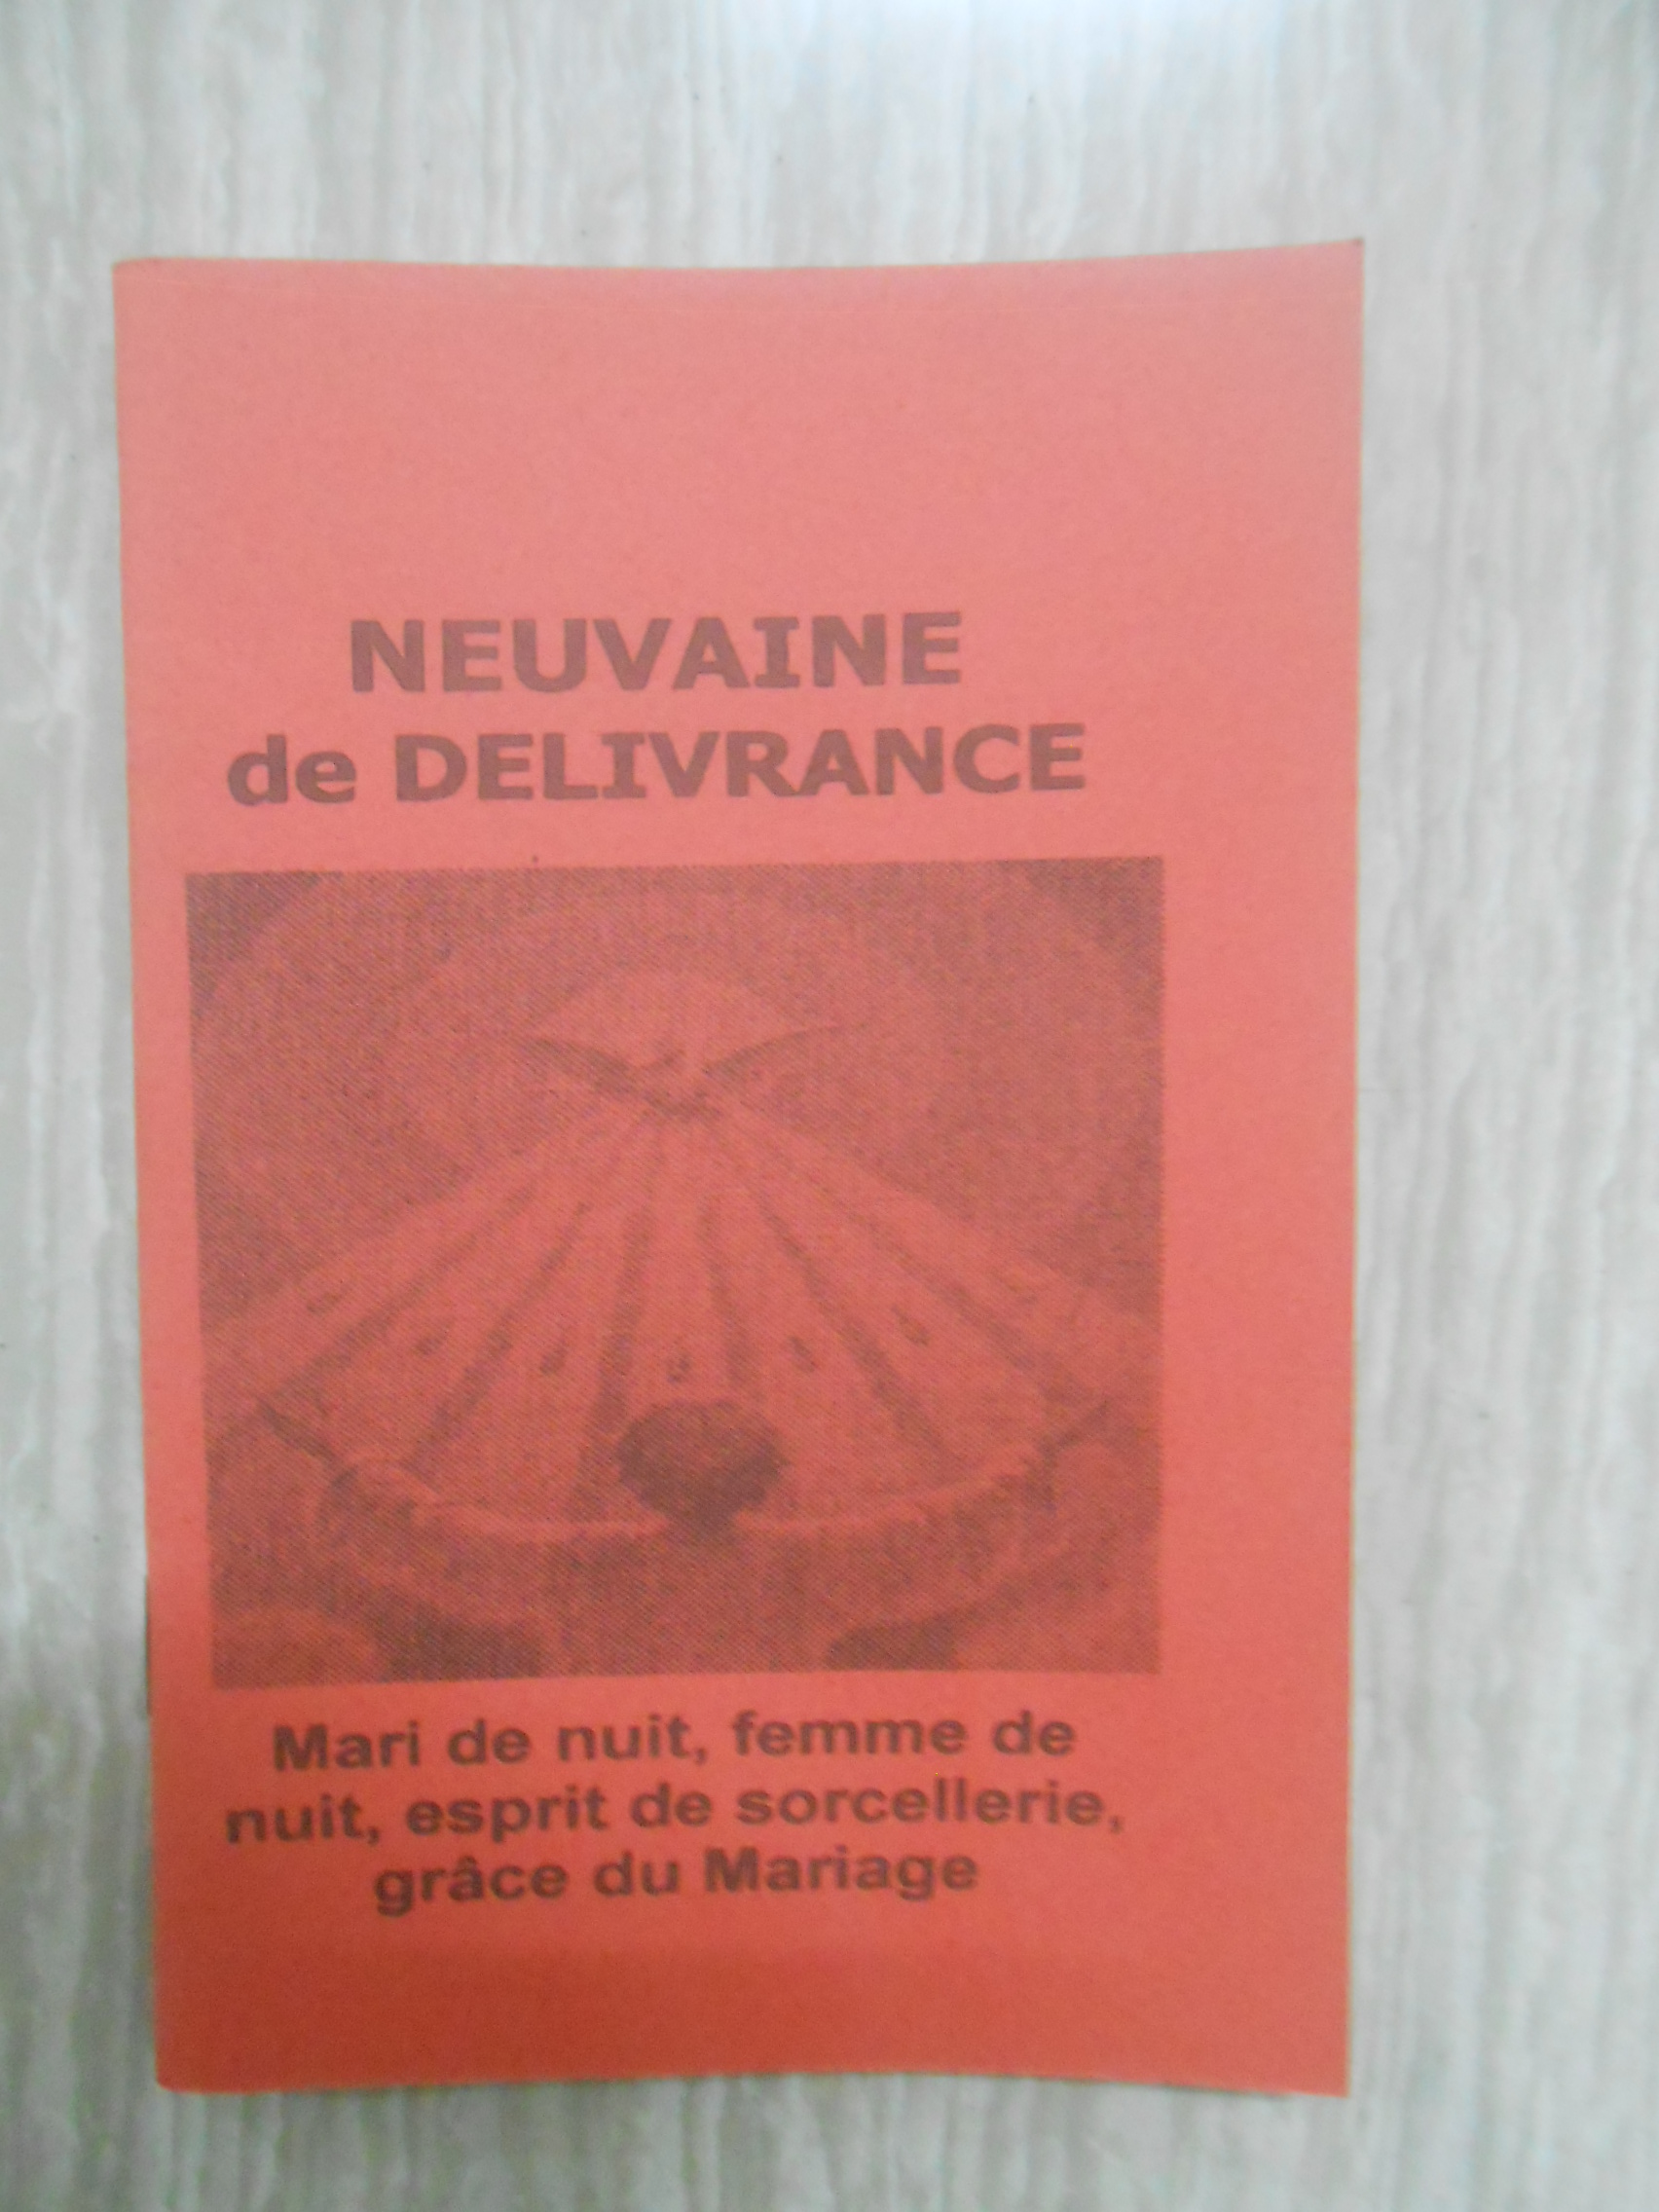 NEUVAINE
de DELIVRANCE
Mari de nuit, femme de
nuit, esprit de sorcellerie,
grâce du Mariage